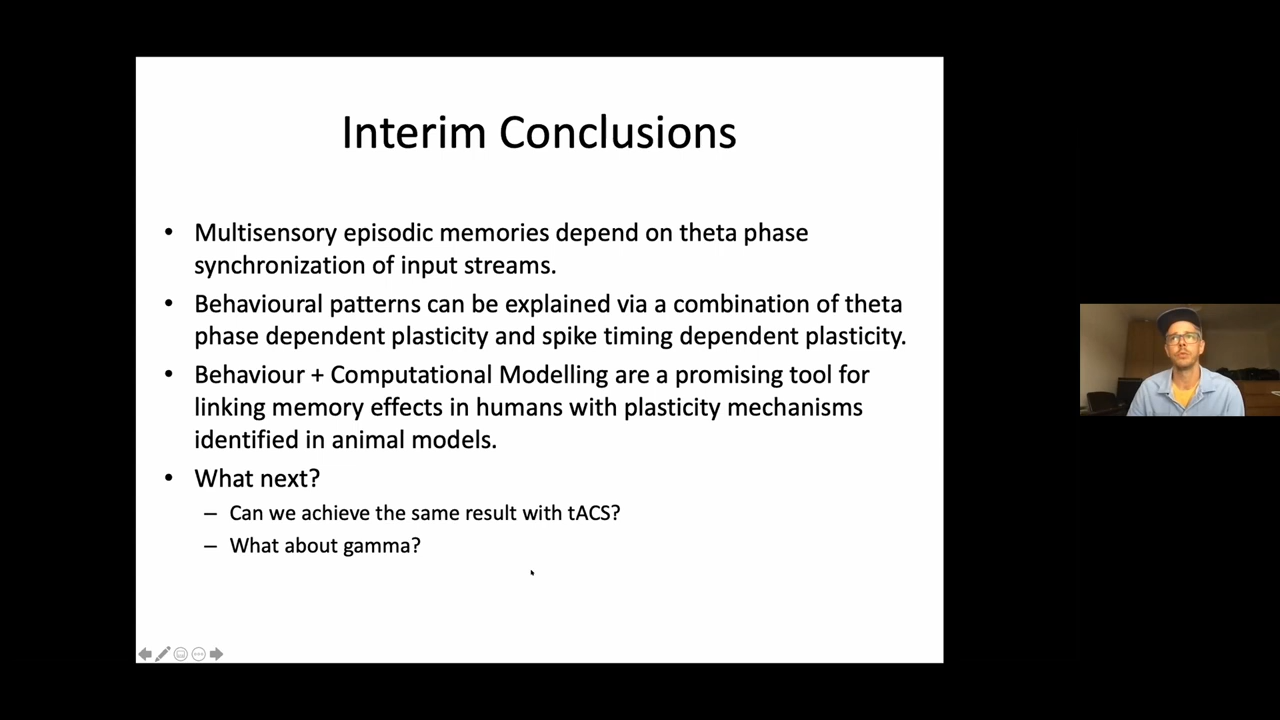 Interim Conclusions
• Multisensory episodic memories depend on theta phase
synchronization of input streams.
• Behavioural patterns can be explained via a combination of theta
phase dependent plasticity and spike timing dependent plasticity.
• Behaviour + Computational Modelling are a promising tool for
linking memory effects in humans with plasticity mechanisms
identified in animal models.
• What next?
– Can we achieve the same result with tACS?
– What about gamma?